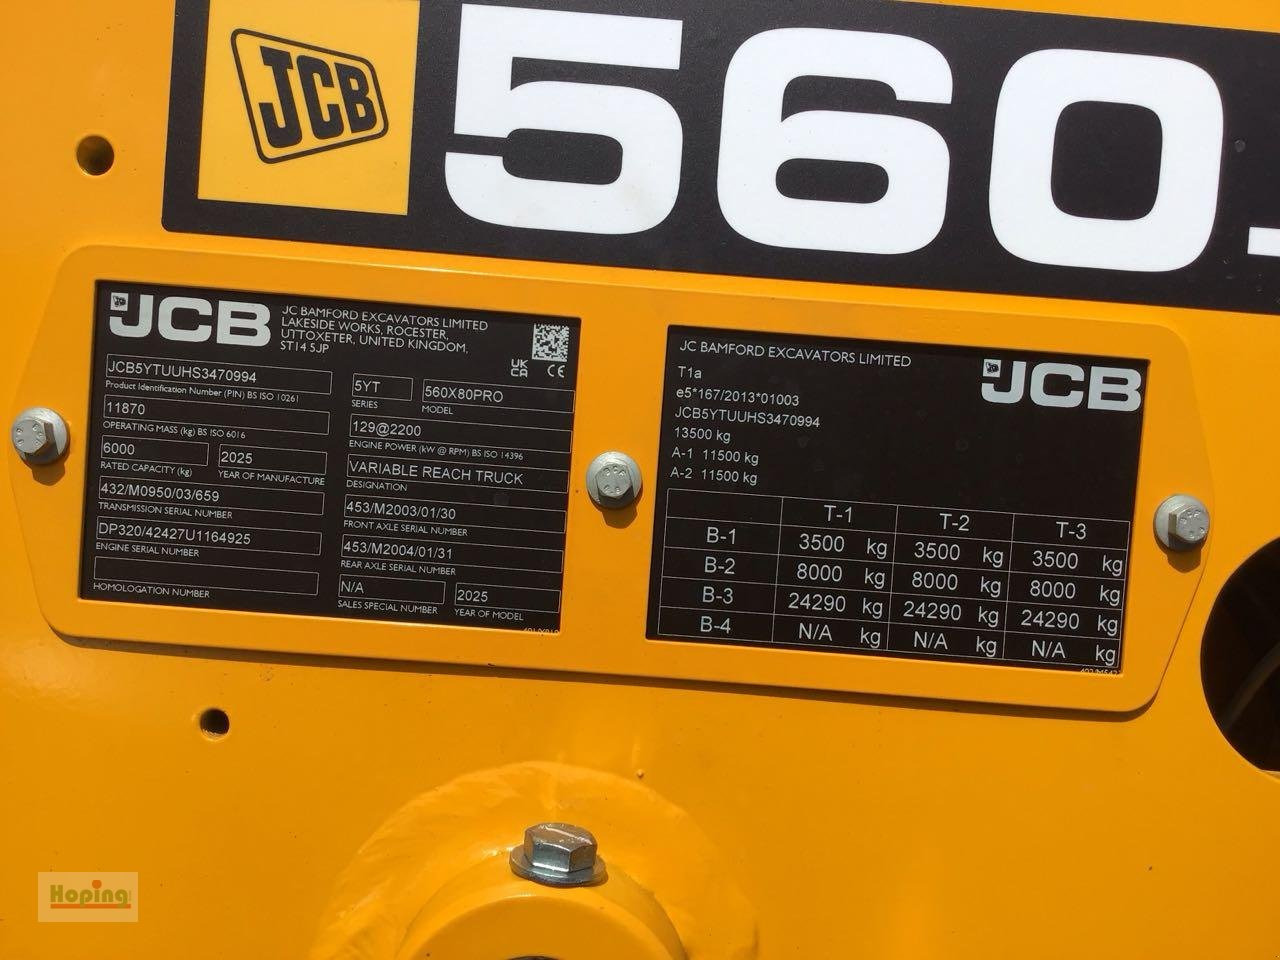 JCB
560-
JCB
JC BAMFORD EXCAVATORS LIMITED
LAKESIDE WORKS, ROCESTER,
UTTOXETER, UNITED KINGDOM,
ST14 5JP
UK
CA
CE
JCB5YTUUHS3470994
Product Identification Number (PIN) BS ISO 10261
11870
OPERATING MASS (kg) BS ISO 6016
6000
RATED CAPACITY (kg)
2025
YEAR OF MANUFACTURE
432/M0950/03/659
TRANSMISSION SERIAL NUMBER
DP320/42427U1164925
ENGINE SERIAL NUMBER
HOMOLOGATION NUMBER
5YT
SERIES
560X80PRO
MODEL
129@2200
ENGINE POWER (kW @ RPM) BS ISO 14396
VARIABLE REACH TRUCK
DESIGNATION
453/M2003/01/30
FRONT AXLE SERIAL NUMBER
453/M2004/01/31
REAR AXLE SERIAL NUMBER
N/A
SALES SPECIAL NUMBER
2025
YEAR OF MODEL
JC BAMFORD EXCAVATORS LIMITED
JCB
T1a
e5*167/2013*01003
JCB5YTUUHS3470994
13500 kg
A-1 11500 kg
A-2 11500 kg
T-1 T-2 T-3
B-1 3500 kg 3500 kg 3500 kg
B-2 8000 kg 8000 kg 8000 kg
B-3 24290 kg 24290 kg 24290 kg
B-4 N/A kg N/A kg N/A kg
Hoping